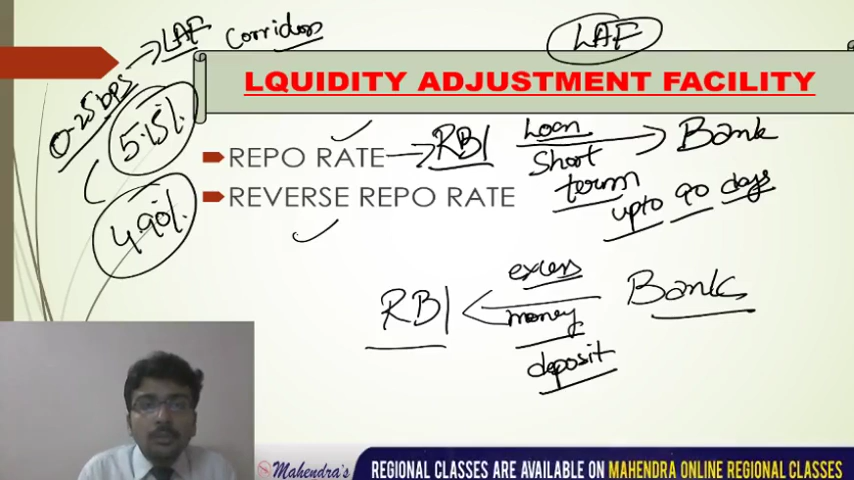 LAF corridors
LAF
0.25 bps
LQUIDITY ADJUSTMENT FACILITY
5.15%
4.90%
REPO RATE
RBI Loan Bank
Short term
upto 90 days
REVERSE REPO RATE
RBI excess money deposit Bank
Mahendra's
REGIONAL CLASSES ARE AVAILABLE ON MAHENDRA ONLINE REGIONAL CLASSES